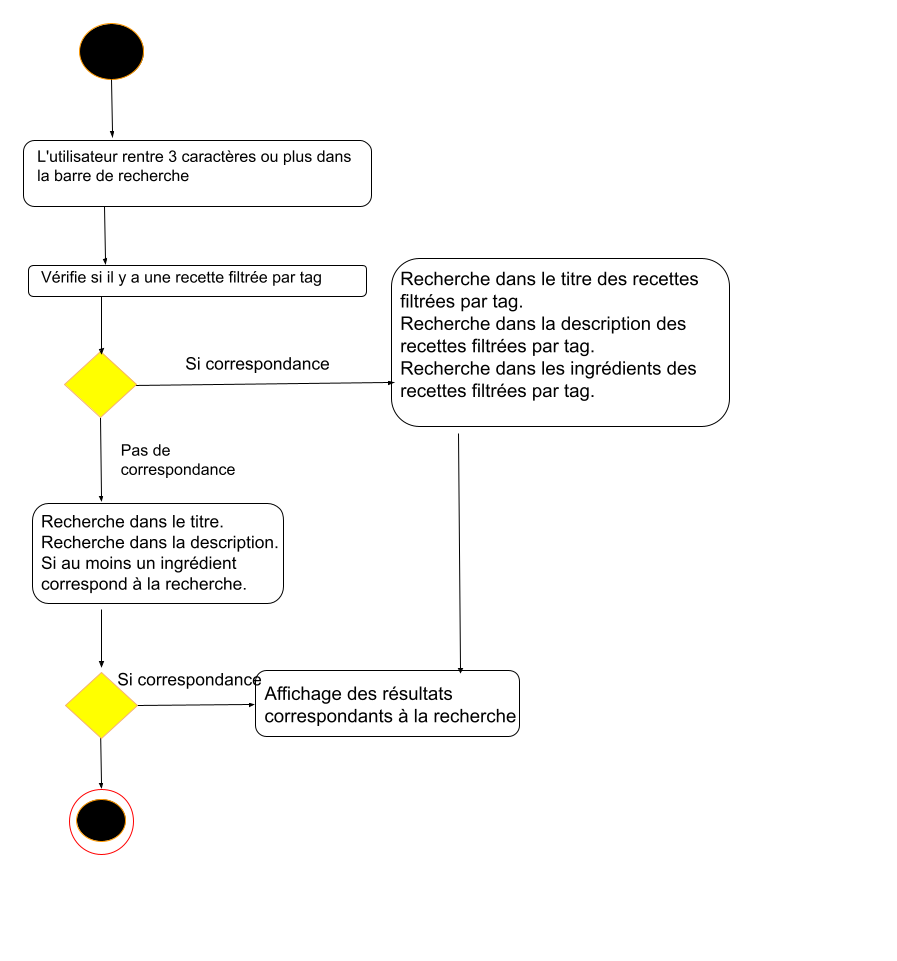 L'utilisateur rentre 3 caractères ou plus dans
la barre de recherche
Vérifie si il y a une recette filtrée par tag
Recherche dans le titre des recettes
filtrées par tag.
Recherche dans la description des
recettes filtrées par tag.
Recherche dans les ingrédients des
recettes filtrées par tag.
Si correspondance
Pas de
correspondance
Recherche dans le titre.
Recherche dans la description.
Si au moins un ingrédient
correspond à la recherche.
Si correspondance
Affichage des résultats
correspondants à la recherche